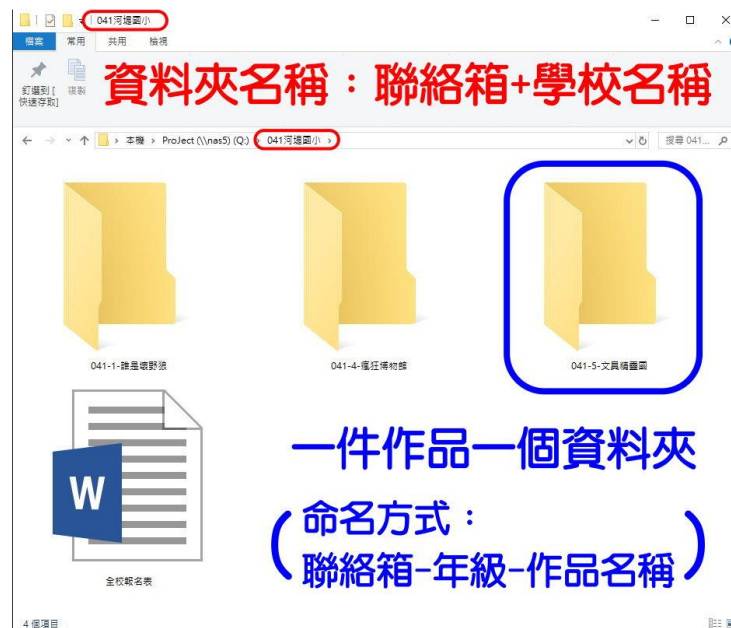 041河堤國小
檔案 常用 共用 檢視
釘選到 [
快速存取]
複製
資料夾名稱：聯絡箱+學校名稱
本機 › ProJect (\\nas5) (Q:) › 041河堤國小 ›
搜尋 041...
041-1-誰是壞野狼
041-4-瘋狂博物館
041-5-文具精靈國
W
全校報名表
一件作品一個資料夾
命名方式：
聯絡箱-年級-作品名稱
4 個項目